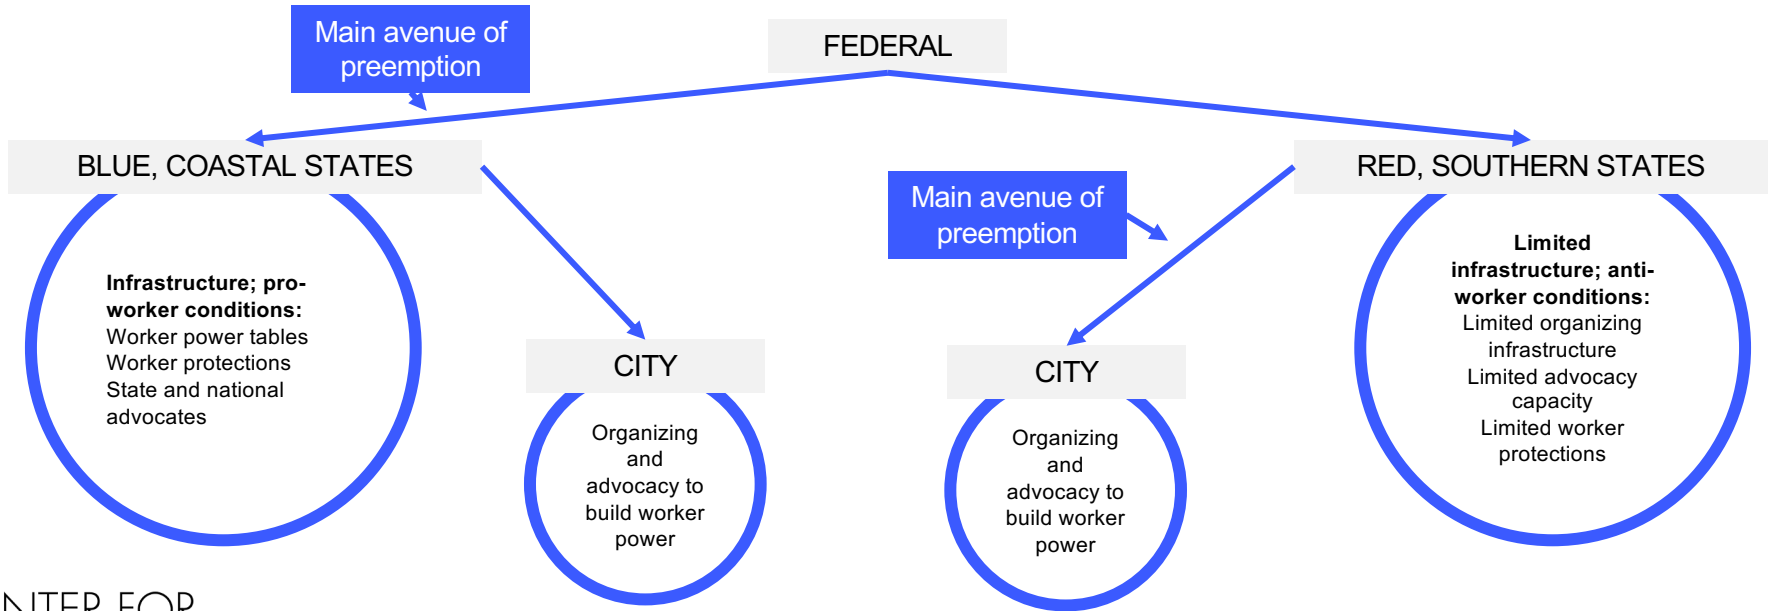 Main avenue of
preemption
FEDERAL
BLUE, COASTAL STATES
RED, SOUTHERN STATES
Main avenue of
preemption
Infrastructure; pro-
worker conditions:
Worker power tables
Worker protections
State and national
advocates
Limited
infrastructure; anti-
worker conditions:
Limited organizing
infrastructure
Limited advocacy
capacity
Limited worker
protections
CITY
Organizing
and
advocacy to
build worker
power
CITY
Organizing
and
advocacy to
build worker
power
FOR